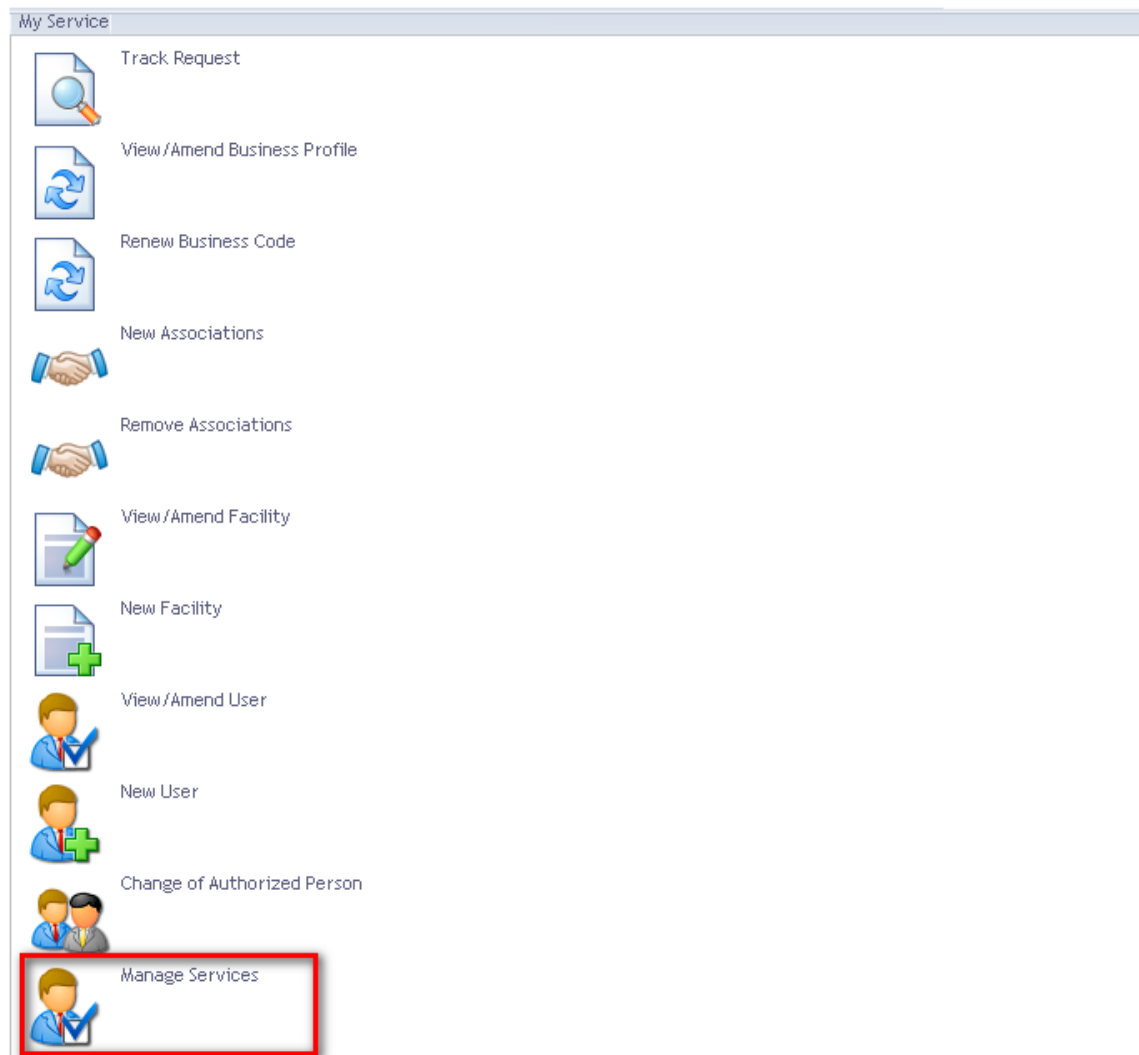 My Service
Track Request
View/Amend Business Profile
Renew Business Code
New Associations
Remove Associations
View/Amend Facility
New Facility
View/Amend User
New User
Change of Authorized Person
Manage Services